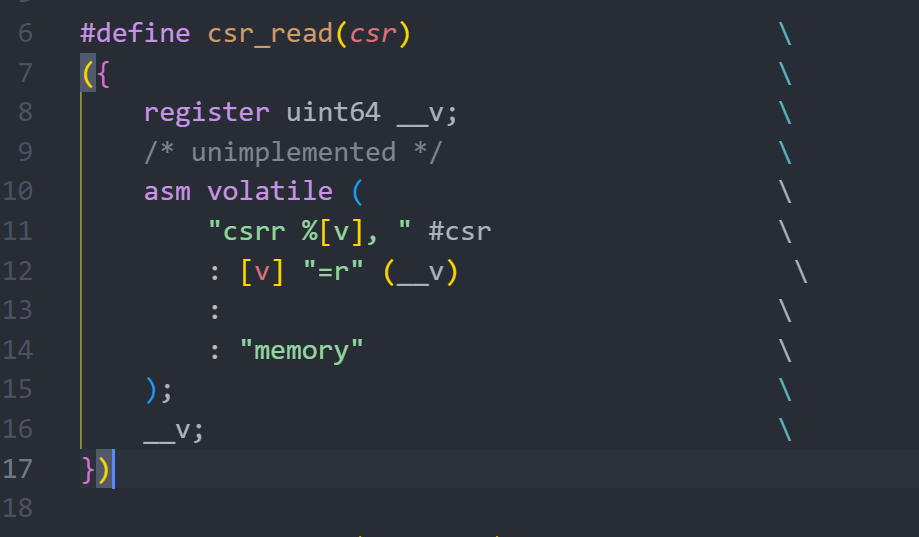 6 #define csr_read(csr) \
7 ({ \
8 register uint64 __v; \
9 /* unimplemented */ \
10 asm volatile ( \
11 "csrr %[v], " #csr \
12 : [v] "=r" (__v) \
13 : \
14 : "memory" \
15 ); \
16 __v; \
17 })
18